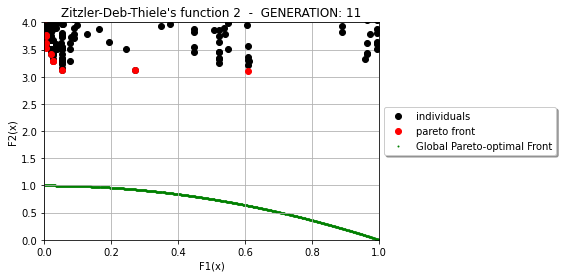 Zitzler-Deb-Thiele's function 2  -  GENERATION: 11
4.0
3.5
3.0
2.5
2.0
1.5
1.0
0.5
0.0
F2(x)
individuals
pareto front
Global Pareto-optimal Front
0.0 0.2 0.4 0.6 0.8 1.0
F1(x)